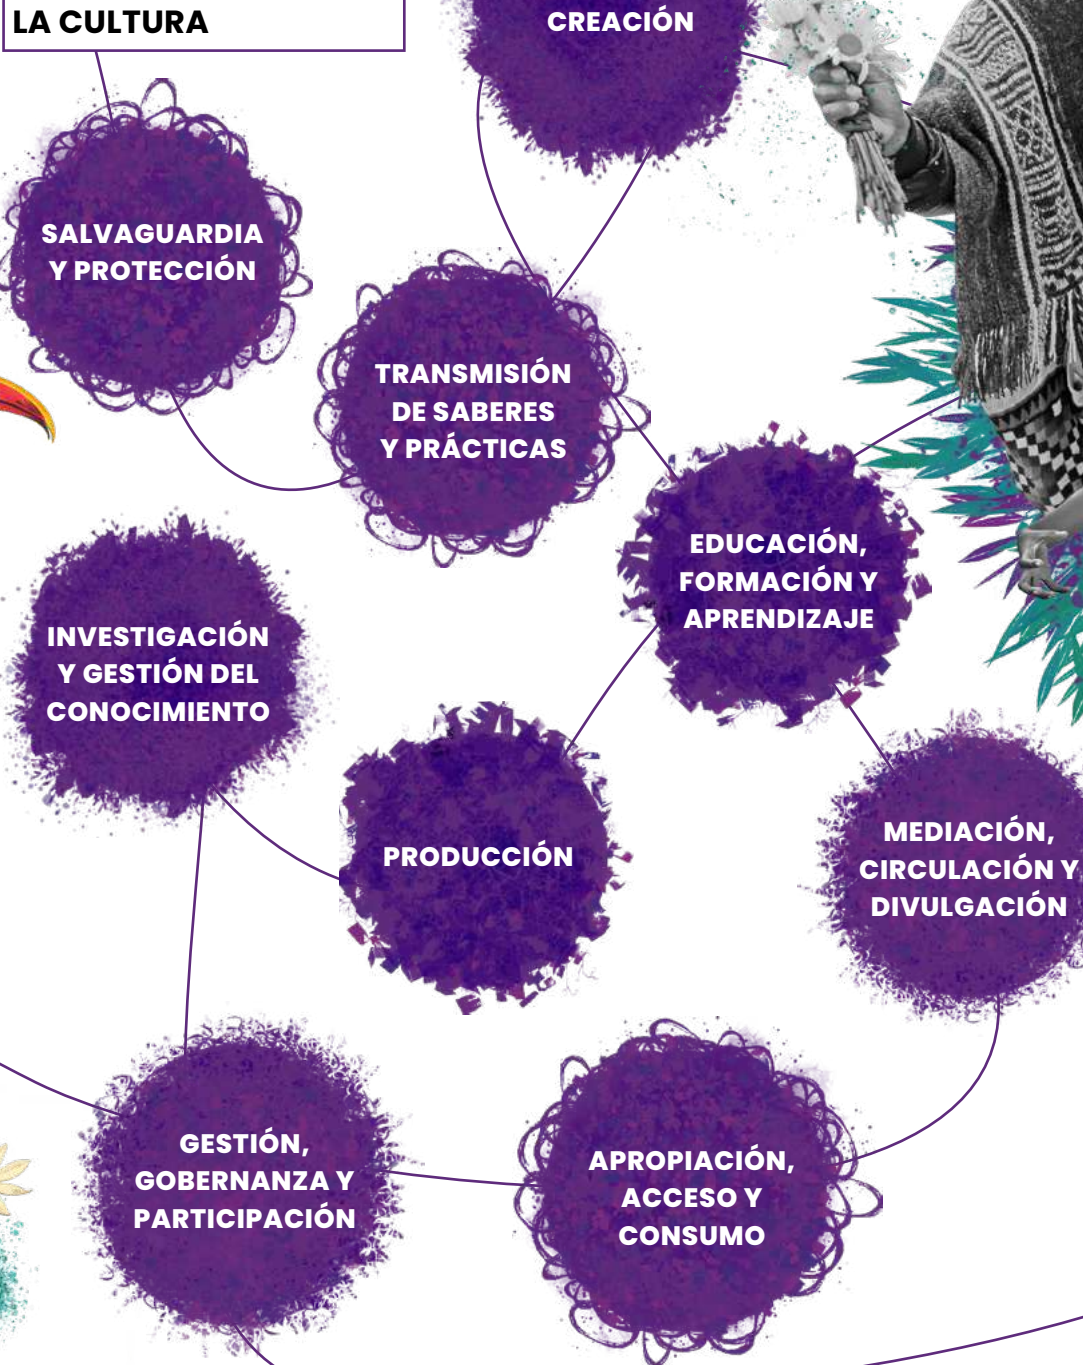 LA CULTURA
CREACIÓN
SALVAGUARDIA
Y PROTECCIÓN
TRANSMISIÓN
DE SABERES
Y PRÁCTICAS
EDUCACIÓN,
FORMACIÓN Y
APRENDIZAJE
INVESTIGACIÓN
Y GESTIÓN DEL
CONOCIMIENTO
PRODUCCIÓN
MEDIACIÓN,
CIRCULACIÓN Y
DIVULGACIÓN
GESTIÓN,
GOBERNANZA Y
PARTICIPACIÓN
APROPIACIÓN,
ACCESO Y
CONSUMO